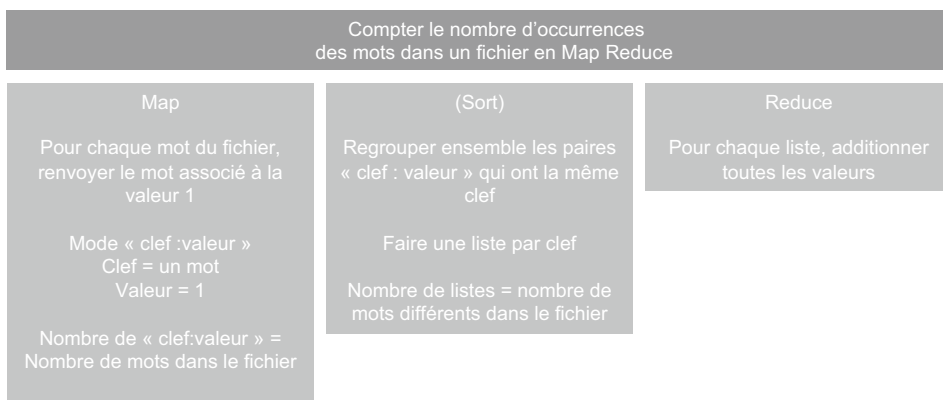 Compter le nombre d’occurrences
des mots dans un fichier en Map Reduce
Map
Pour chaque mot du fichier,
renvoyer le mot associé à la
valeur 1
Mode « clef :valeur »
Clef = un mot
Valeur = 1
Nombre de « clef:valeur » =
Nombre de mots dans le fichier
(Sort)
Regrouper ensemble les paires
« clef : valeur » qui ont la même
clef
Faire une liste par clef
Nombre de listes = nombre de
mots différents dans le fichier
Reduce
Pour chaque liste, additionner
toutes les valeurs